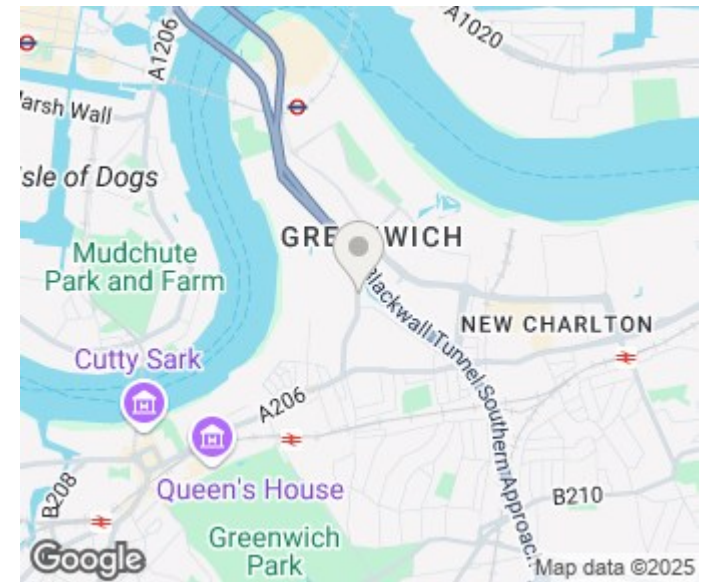 A1206
A1020
Marsh Wall
Isle of Dogs
GREENWICH
Mudchute
Park and Farm
Blackwall Tunnel Southern Approach
NEW CHARLTON
Cutty Sark
A206
Queen's House
B208
B210
Greenwich
Park
Google
Map data ©2025